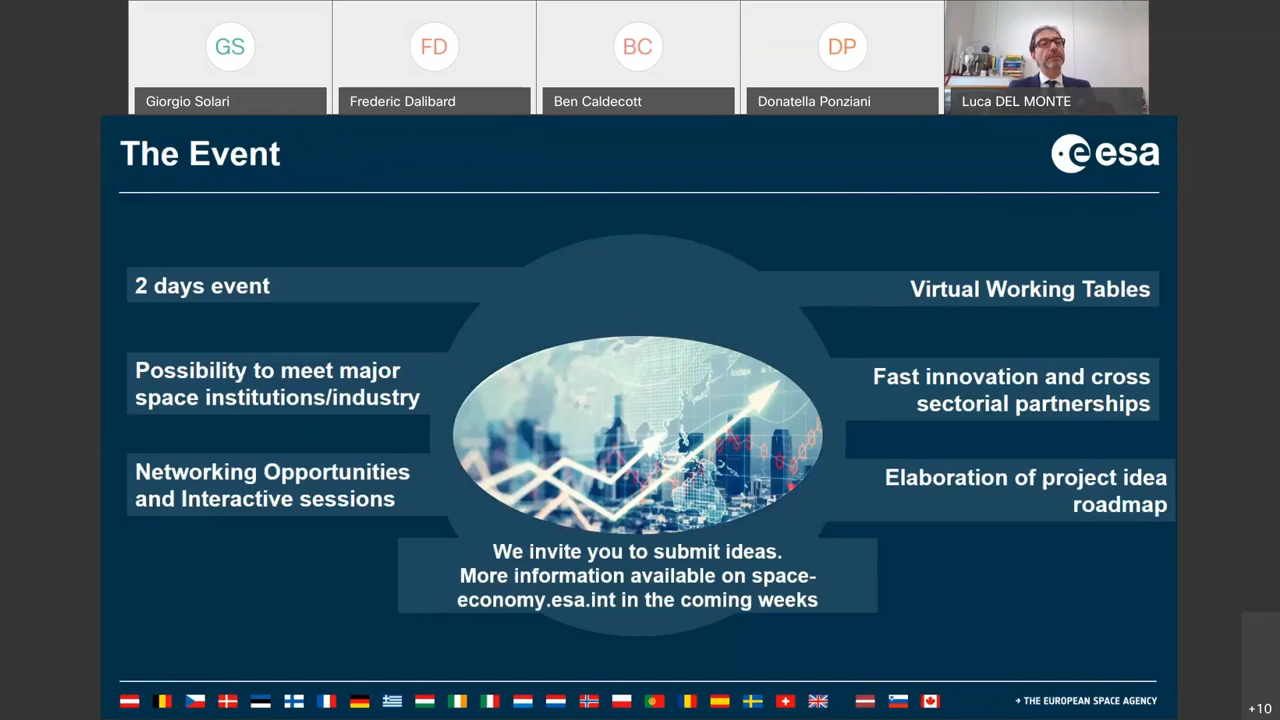 GS
FD
BC
DP
Giorgio Solari
Frederic Dalibard
Ben Caldecott
Donatella Ponziani
Luca DEL MONTE
The Event
esa
2 days event
Possibility to meet major
space institutions/industry
Networking Opportunities
and Interactive sessions
Virtual Working Tables
Fast innovation and cross
sectorial partnerships
Elaboration of project idea
roadmap
Index
We invite you to submit ideas.
More information available on space-
economy.esa.int in the coming weeks
→ THE EUROPEAN SPACE AGENCY
+10